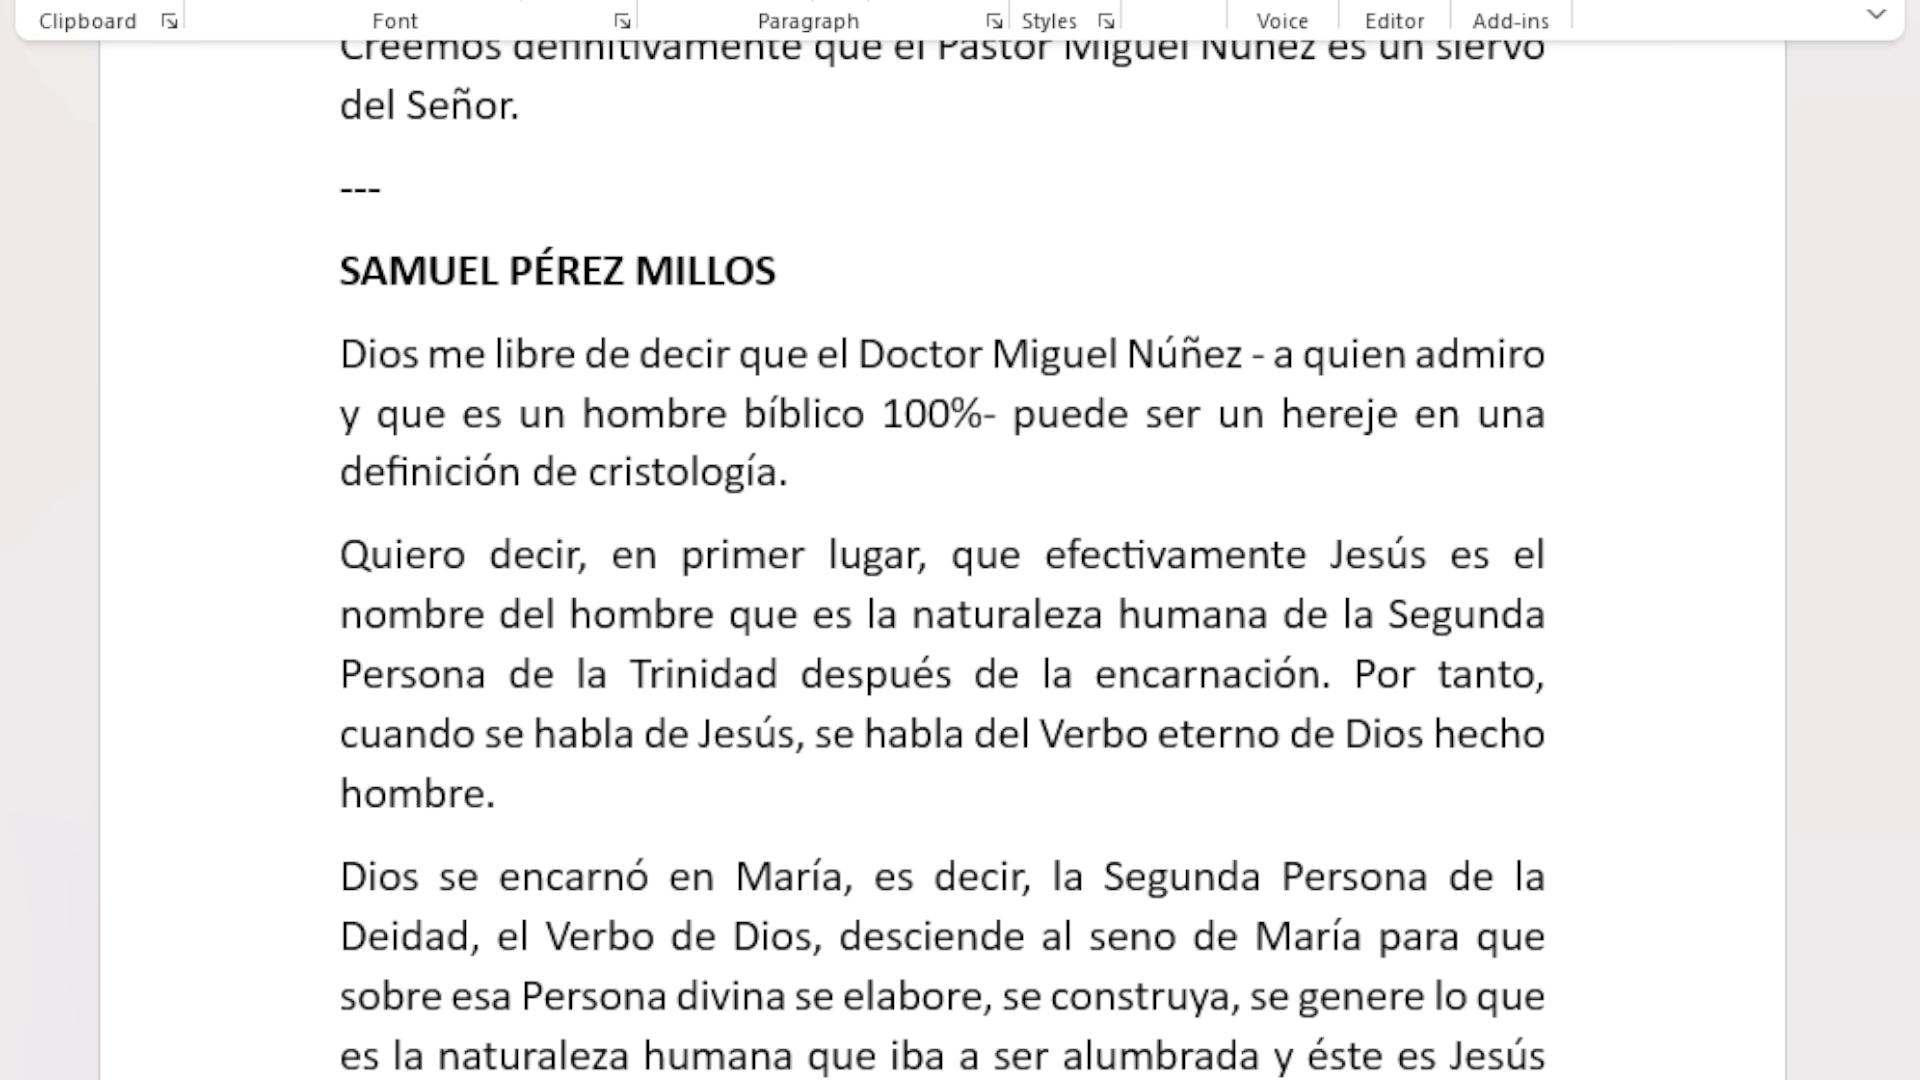 Clipboard Font Paragraph Styles Voice Editor Add-ins
Creemos definitivamente que el Pastor Miguel Núñez es un siervo
del Señor.
---
SAMUEL PÉREZ MILLOS
Dios me libre de decir que el Doctor Miguel Núñez - a quien admiro
y que es un hombre bíblico 100%- puede ser un hereje en una
definición de cristología.
Quiero decir, en primer lugar, que efectivamente Jesús es el
nombre del hombre que es la naturaleza humana de la Segunda
Persona de la Trinidad después de la encarnación. Por tanto,
cuando se habla de Jesús, se habla del Verbo eterno de Dios hecho
hombre.
Dios se encarnó en María, es decir, la Segunda Persona de la
Deidad, el Verbo de Dios, desciende al seno de María para que
sobre esa Persona divina se elabore, se construya, se genere lo que
es la naturaleza humana que iba a ser alumbrada y éste es Jesús